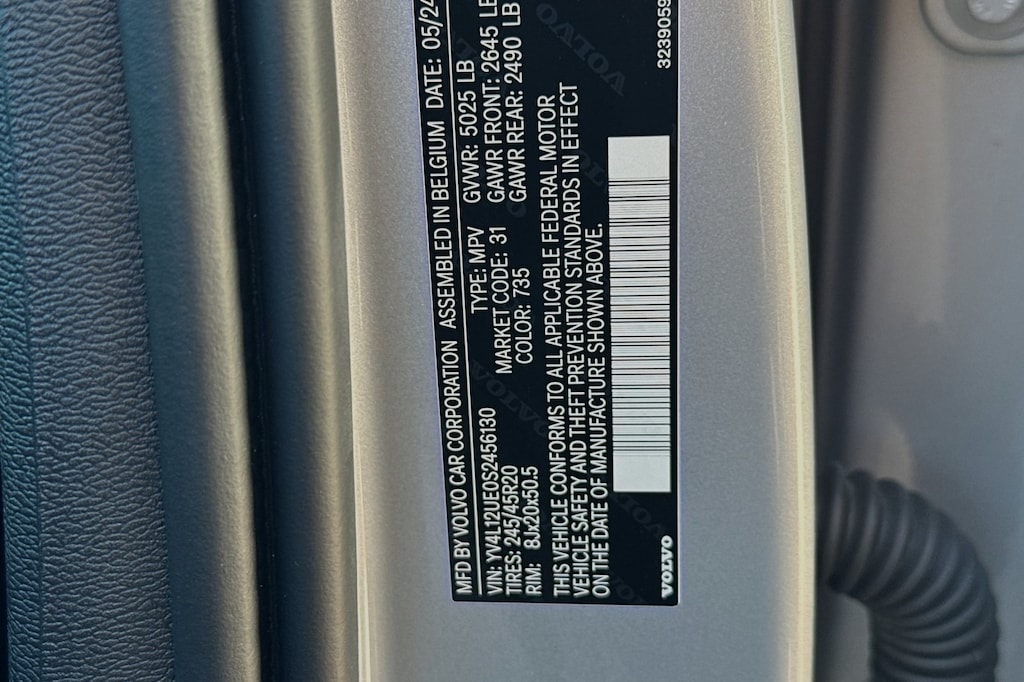 MFD BY VOLVO CAR CORPORATION ASSEMBLED IN BELGIUM DATE: 05/24
VIN: YV4L12UE0S2456130 TYPE: MPV GVWR: 5025 LB
TIRES: 245/45R20 MARKET CODE: 31 GAWR FRONT: 2645 LB
RIM: 8Jx20x50.5 COLOR: 735 GAWR REAR: 2490 LB
THIS VEHICLE CONFORMS TO ALL APPLICABLE FEDERAL MOTOR
VEHICLE SAFETY AND THEFT PREVENTION STANDARDS IN EFFECT
ON THE DATE OF MANUFACTURE SHOWN ABOVE.
VOLVO 3239059